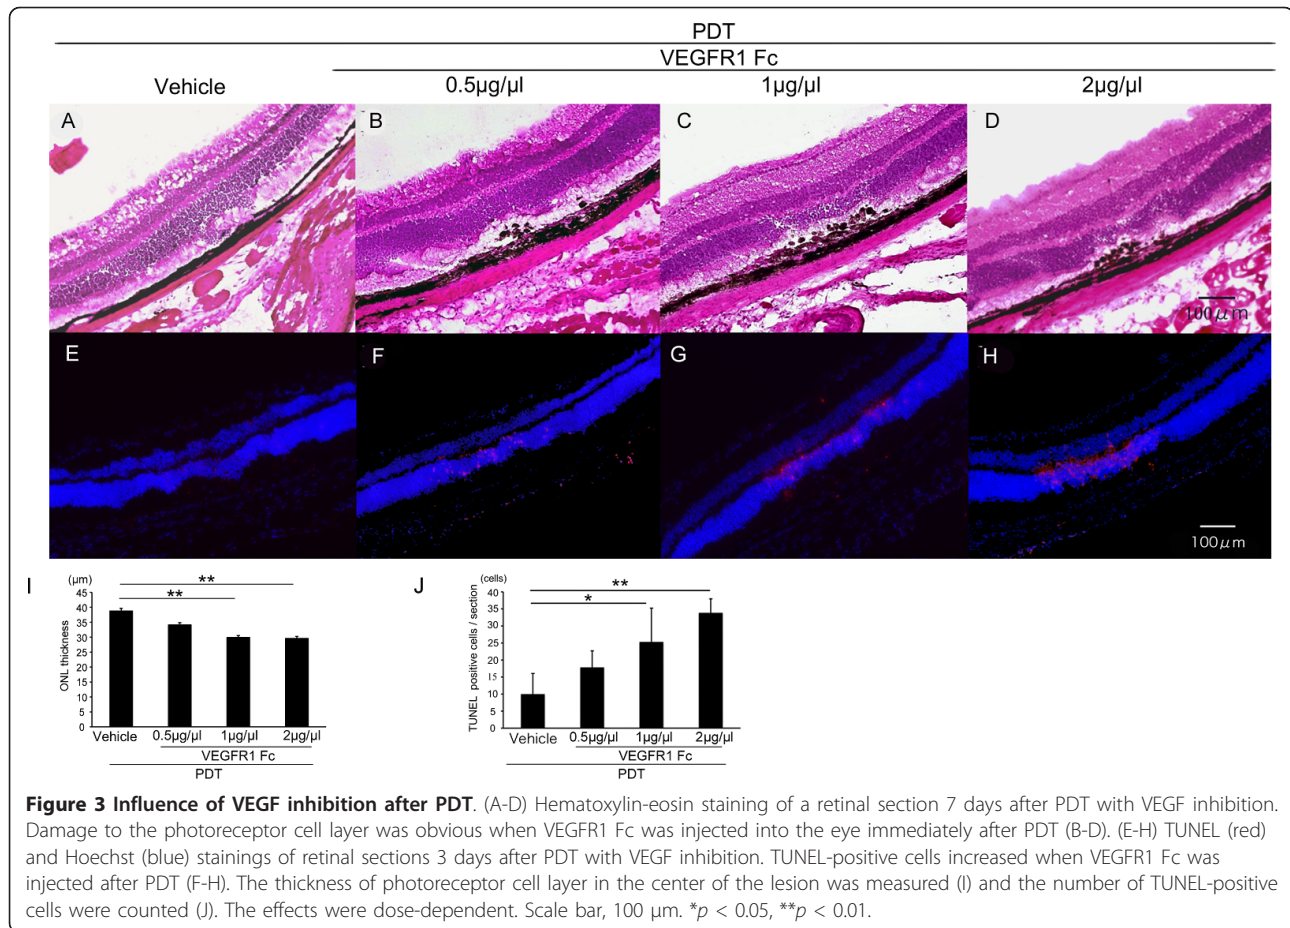 PDT
VEGFR1 Fc
Vehicle 0.5µg/µl 1µg/µl 2µg/µl
A B C D
100µm
E F G H
100µm
I (µm) J (cells)
ONL thickness
45
40
35
30
25
20
15
10
5
0
** 
**
Vehicle 0.5µg/µl 1µg/µl 2µg/µl
VEGFR1 Fc
PDT
TUNEL positive cells / section
40
35
30
25
20
15
10
5
0
**
*
Vehicle 0.5µg/µl 1µg/µl 2µg/µl
VEGFR1 Fc
PDT
Figure 3 Influence of VEGF inhibition after PDT. (A-D) Hematoxylin-eosin staining of a retinal section 7 days after PDT with VEGF inhibition.
Damage to the photoreceptor cell layer was obvious when VEGFR1 Fc was injected into the eye immediately after PDT (B-D). (E-H) TUNEL (red)
and Hoechst (blue) stainings of retinal sections 3 days after PDT with VEGF inhibition. TUNEL-positive cells increased when VEGFR1 Fc was
injected after PDT (F-H). The thickness of photoreceptor cell layer in the center of the lesion was measured (I) and the number of TUNEL-positive
cells were counted (J). The effects were dose-dependent. Scale bar, 100 µm. *p < 0.05, **p < 0.01.